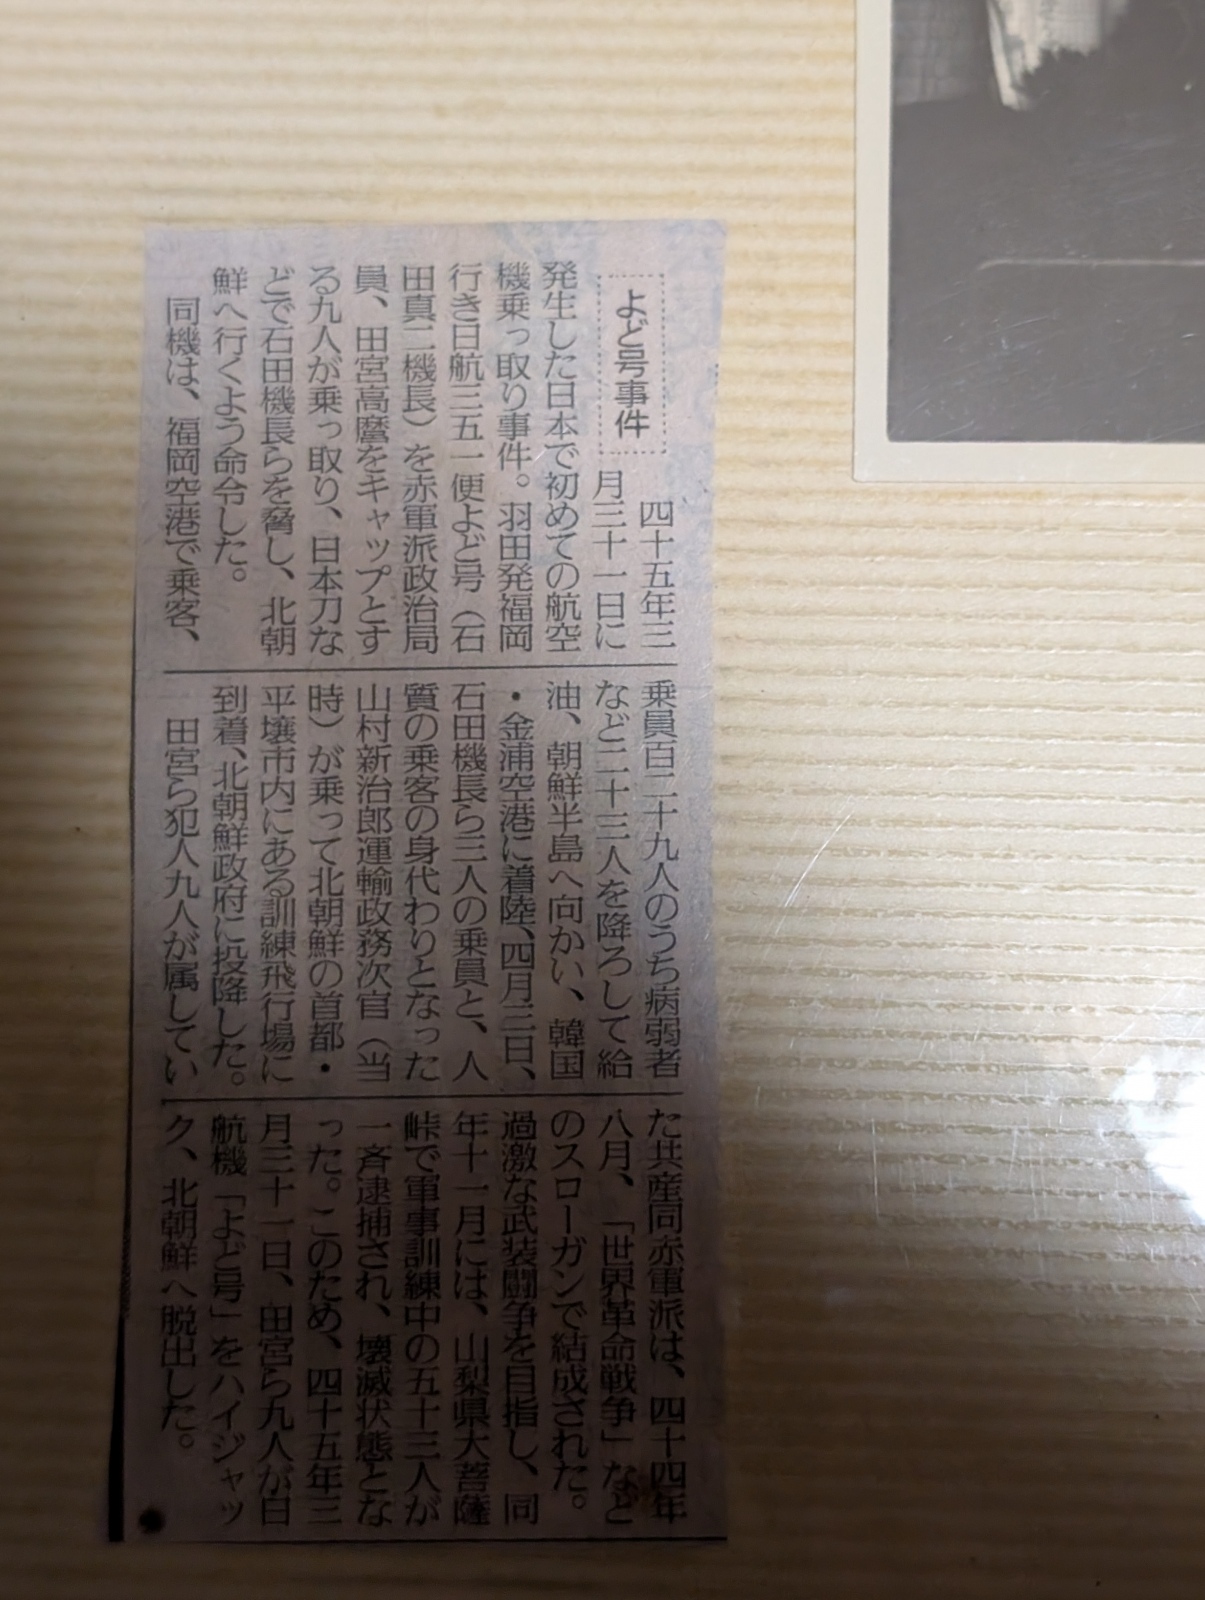 よど号事件
四十五年三
月三十一日に
発生した日本で初めての航空
機乗っ取り事件。羽田発福岡
行き日航三五一便よど号（石
田真二機長）を赤軍派政治局
員、田宮高麿をキャップとす
る九人が乗っ取り、日本刀な
どで石田機長らを脅し、北朝
鮮へ行くよう命令した。
同機は、福岡空港で乗客、
乗員百二十九人のうち病弱者
など二十三人を降ろして給
油、朝鮮半島へ向かい、韓国
・金浦空港に着陸、四月三日、
石田機長ら三人の乗員と、人
質の乗客の身代わりとなった
山村新治郎運輸政務次官（当
時）が乗って北朝鮮の首都・
平壌市内にある訓練飛行場に
到着、北朝鮮政府に投降した。
田宮ら犯人九人が属してい
た共産同赤軍派は、四十四年
八月、「世界革命戦争」など
のスローガンで結成された。
過激な武装闘争を目指し、同
年十一月には、山梨県大菩薩
峠で軍事訓練中の五十三人が
一斉逮捕され、壊滅状態とな
った。このため、四十五年三
月三十一日、田宮ら九人が日
航機「よど号」をハイジャッ
ク、北朝鮮へ脱出した。